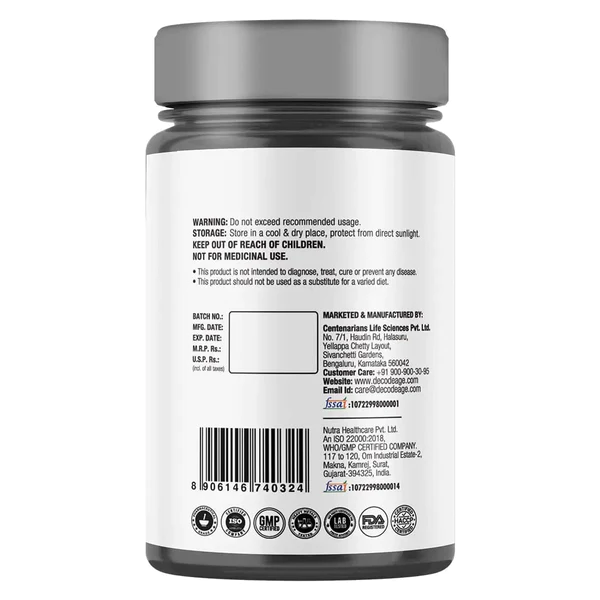 WARNING: Do not exceed recommended usage.
STORAGE: Store in a cool & dry place, protect from direct sunlight.
KEEP OUT OF REACH OF CHILDREN.
NOT FOR MEDICINAL USE.
• This product is not intended to diagnose, treat, cure or prevent any disease.
• This product should not be used as a substitute for a varied diet.
BATCH NO.:
MFG. DATE:
EXP. DATE:
M.R.P. Rs.:
U.S.P. Rs.:
(incl. of all taxes)
MARKETED & MANUFACTURED BY:
Centenarians Life Sciences Pvt. Ltd.
No. 7/1, Haudin Rd, Halasuru,
Yellappa Chetty Layout,
Sivanchetti Gardens,
Bengaluru, Karnataka 560042
Customer Care: +91 900-900-30-95
Website: www.decodeage.com
Email Id: care@decodeage.com
fssai :10722998000001
Nutra Healthcare Pvt. Ltd.
An ISO 22000:2018,
WHO/GMP CERTIFIED COMPANY.
117 to 120, Om Industrial Estate-2,
Makna, Kamrej, Surat,
Gujarat-394325, India.
fssai :10722998000014
8 906146 740324
CERTIFIED
ISO
COMPANY
GMP
CERTIFIED
LAB
TESTED
FDA
REGISTERED
CERTIFIED
HACCP
CERTIFIED